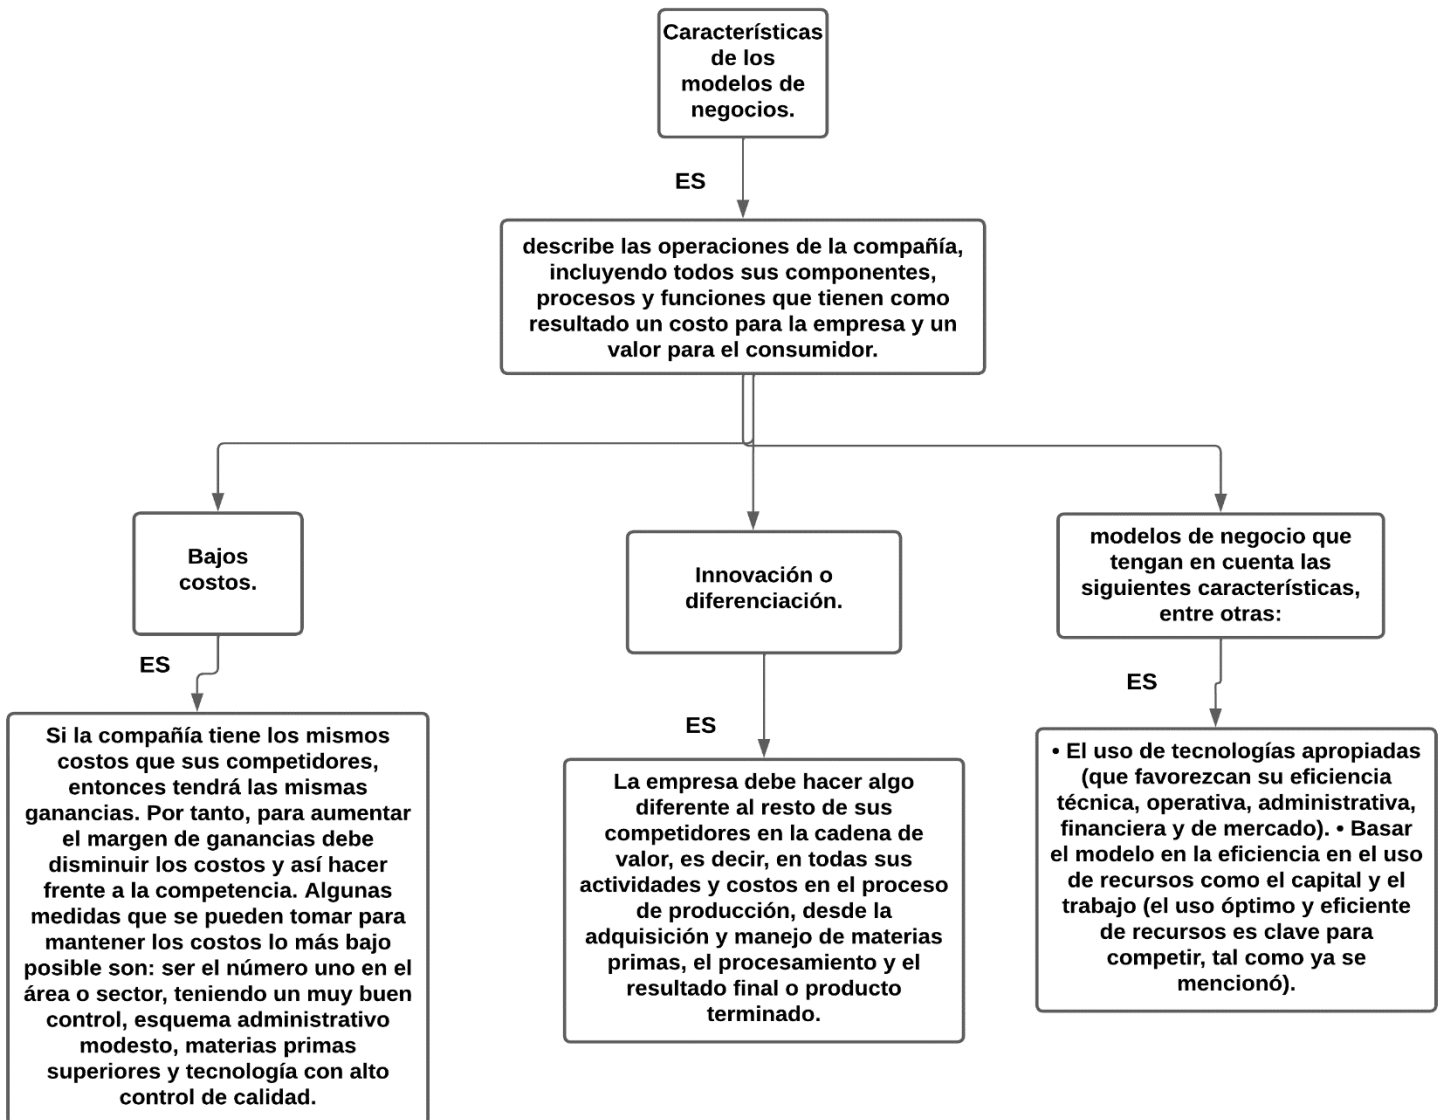 Características
de los
modelos de
negocios.
ES
describe las operaciones de la compañía,
incluyendo todos sus componentes,
procesos y funciones que tienen como
resultado un costo para la empresa y un
valor para el consumidor.
Bajos
costos.
ES
Si la compañía tiene los mismos
costos que sus competidores,
entonces tendrá las mismas
ganancias. Por tanto, para aumentar
el margen de ganancias debe
disminuir los costos y así hacer
frente a la competencia. Algunas
medidas que se pueden tomar para
mantener los costos lo más bajo
posible son: ser el número uno en el
área o sector, teniendo un muy buen
control, esquema administrativo
modesto, materias primas
superiores y tecnología con alto
control de calidad.
Innovación o
diferenciación.
ES
La empresa debe hacer algo
diferente al resto de sus
competidores en la cadena de
valor, es decir, en todas sus
actividades y costos en el proceso
de producción, desde la
adquisición y manejo de materias
primas, el procesamiento y el
resultado final o producto
terminado.
modelos de negocio que
tengan en cuenta las
siguientes características,
entre otras:
ES
• El uso de tecnologías apropiadas
(que favorezcan su eficiencia
técnica, operativa, administrativa,
financiera y de mercado). • Basar
el modelo en la eficiencia en el uso
de recursos como el capital y el
trabajo (el uso óptimo y eficiente
de recursos es clave para
competir, tal como ya se
mencionó).